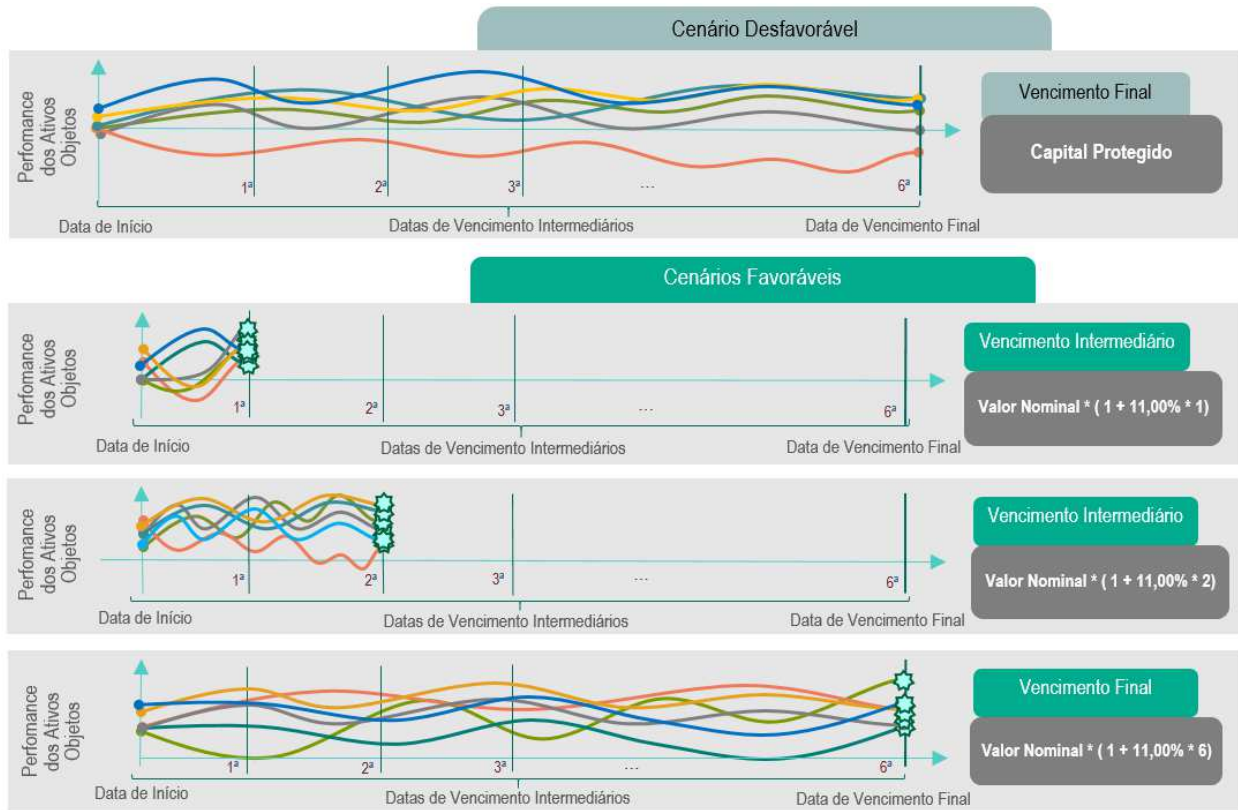 Cenário Desfavorável
Perfomance
dos Ativos
Objetos
1ª
2ª
3ª
...
6ª
Data de Início
Datas de Vencimento Intermediários
Data de Vencimento Final
Vencimento Final
Capital Protegido
Cenários Favoráveis
Perfomance
dos Ativos
Objetos
1ª
2ª
3ª
...
6ª
Data de Início
Datas de Vencimento Intermediários
Data de Vencimento Final
Vencimento Intermediário
Valor Nominal * ( 1 + 11,00% * 1)
Perfomance
dos Ativos
Objetos
1ª
2ª
3ª
...
6ª
Data de Início
Datas de Vencimento Intermediários
Data de Vencimento Final
Vencimento Intermediário
Valor Nominal * ( 1 + 11,00% * 2)
Perfomance
dos Ativos
Objetos
1ª
2ª
3ª
...
6ª
Data de Início
Datas de Vencimento Intermediários
Data de Vencimento Final
Vencimento Final
Valor Nominal * ( 1 + 11,00% * 6)